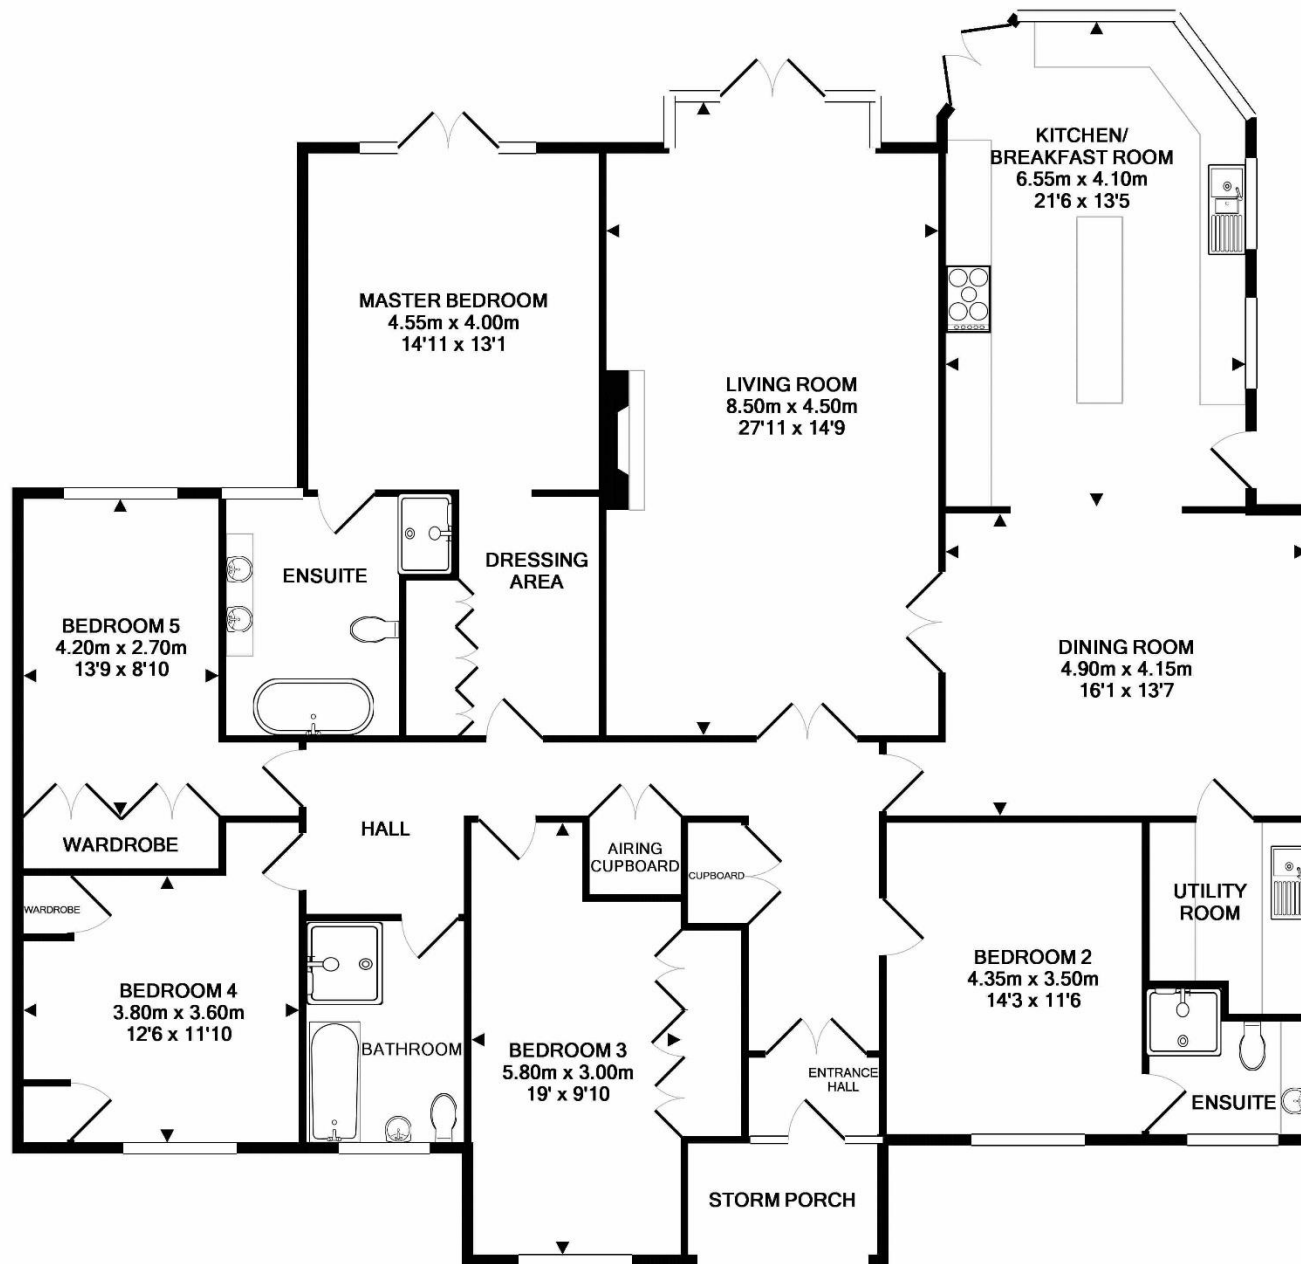 KITCHEN/
BREAKFAST ROOM
6.55m x 4.10m
21'6 x 13'5
MASTER BEDROOM
4.55m x 4.00m
14'11 x 13'1
LIVING ROOM
8.50m x 4.50m
27'11 x 14'9
DRESSING
AREA
ENSUITE
BEDROOM 5
4.20m x 2.70m
13'9 x 8'10
DINING ROOM
4.90m x 4.15m
16'1 x 13'7
WARDROBE
HALL
AIRING
CUPBOARD
CUPBOARD
WARDROBE
UTILITY
ROOM
BEDROOM 4
3.80m x 3.60m
12'6 x 11'10
BEDROOM 2
4.35m x 3.50m
14'3 x 11'6
BATHROOM
BEDROOM 3
5.80m x 3.00m
19' x 9'10
ENTRANCE
HALL
ENSUITE
STORM PORCH